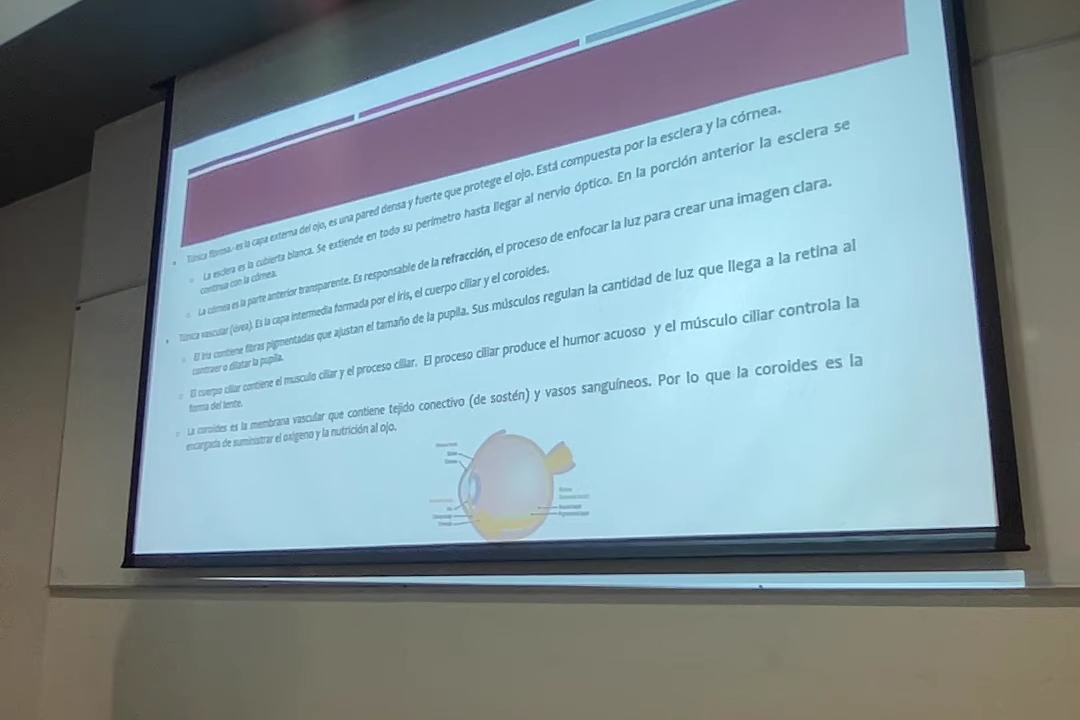 Túnica fibrosa.- es la capa externa del ojo, es una pared densa y fuerte que protege el ojo. Está compuesta por la esclera y la córnea.
La esclera es la cubierta blanca. Se extiende en todo su perímetro hasta llegar al nervio óptico. En la porción anterior la esclera se
continua con la córnea.
La córnea es la parte anterior transparente. Es responsable de la refracción, el proceso de enfocar la luz para crear una imagen clara.
Túnica vascular (úvea). Es la capa intermedia formada por el iris, el cuerpo ciliar y el coroides.
El iris contiene fibras pigmentadas que ajustan el tamaño de la pupila. Sus músculos regulan la cantidad de luz que llega a la retina al
contraer o dilatar la pupila.
El cuerpo ciliar contiene el musculo ciliar y el proceso ciliar. El proceso ciliar produce el humor acuoso y el músculo ciliar controla la
forma del lente.
La coroides es la membrana vascular que contiene tejido conectivo (de sostén) y vasos sanguíneos. Por lo que la coroides es la
encargada de suministrar el oxígeno y la nutrición al ojo.